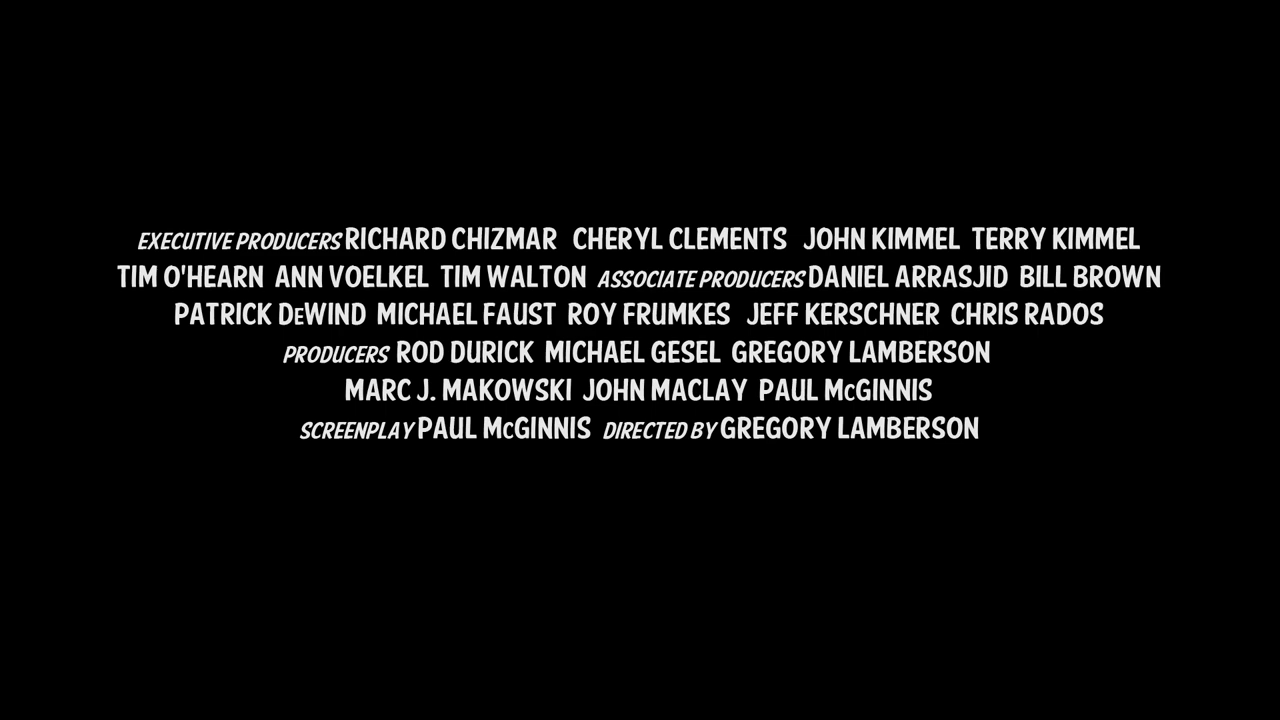 EXECUTIVE PRODUCERS RICHARD CHIZMAR CHERYL CLEMENTS JOHN KIMMEL TERRY KIMMEL
TIM O'HEARN ANN VOELKEL TIM WALTON ASSOCIATE PRODUCERS DANIEL ARRASJID BILL BROWN
PATRICK DeWIND MICHAEL FAUST ROY FRUMKES JEFF KERSCHNER CHRIS RADOS
PRODUCERS ROD DURICK MICHAEL GESEL GREGORY LAMBERSON
MARC J. MAKOWSKI JOHN MACLAY PAUL McGINNIS
SCREENPLAY PAUL McGINNIS DIRECTED BY GREGORY LAMBERSON